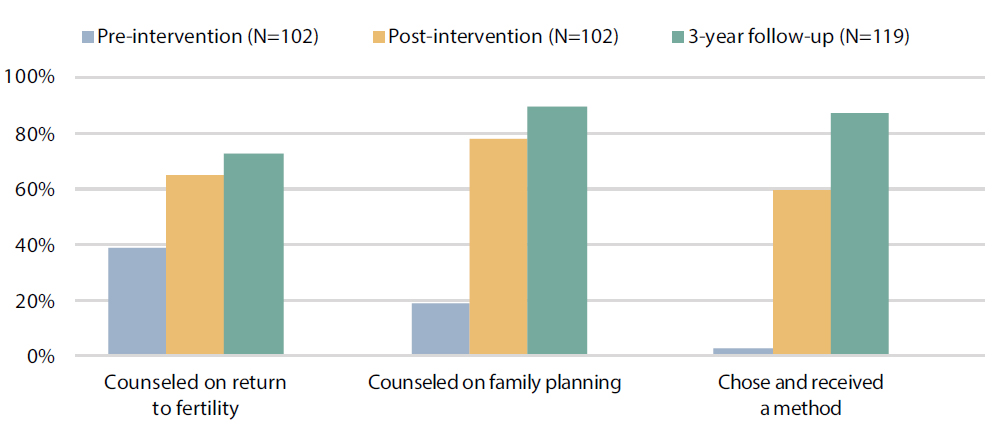 Pre-intervention (N=102) Post-intervention (N=102) 3-year follow-up (N=119)
100%
80%
60%
40%
20%
0%
Counseled on return
to fertility
Counseled on family planning
Chose and received
a method